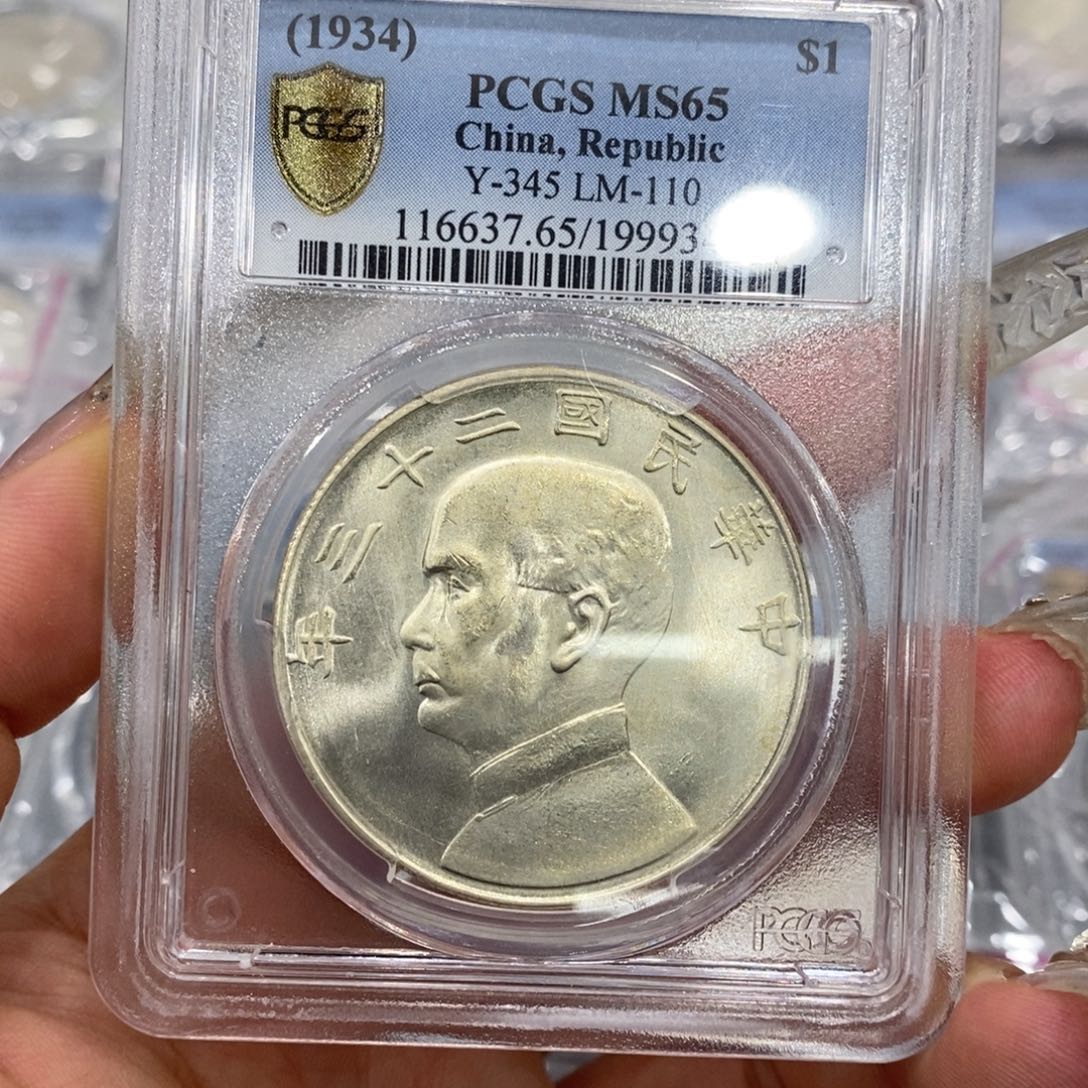 (1934)
$1
PCGS
PCGS MS65
China, Republic
Y-345 LM-110
116637.65/19993
年三十二國民華中
PCGS